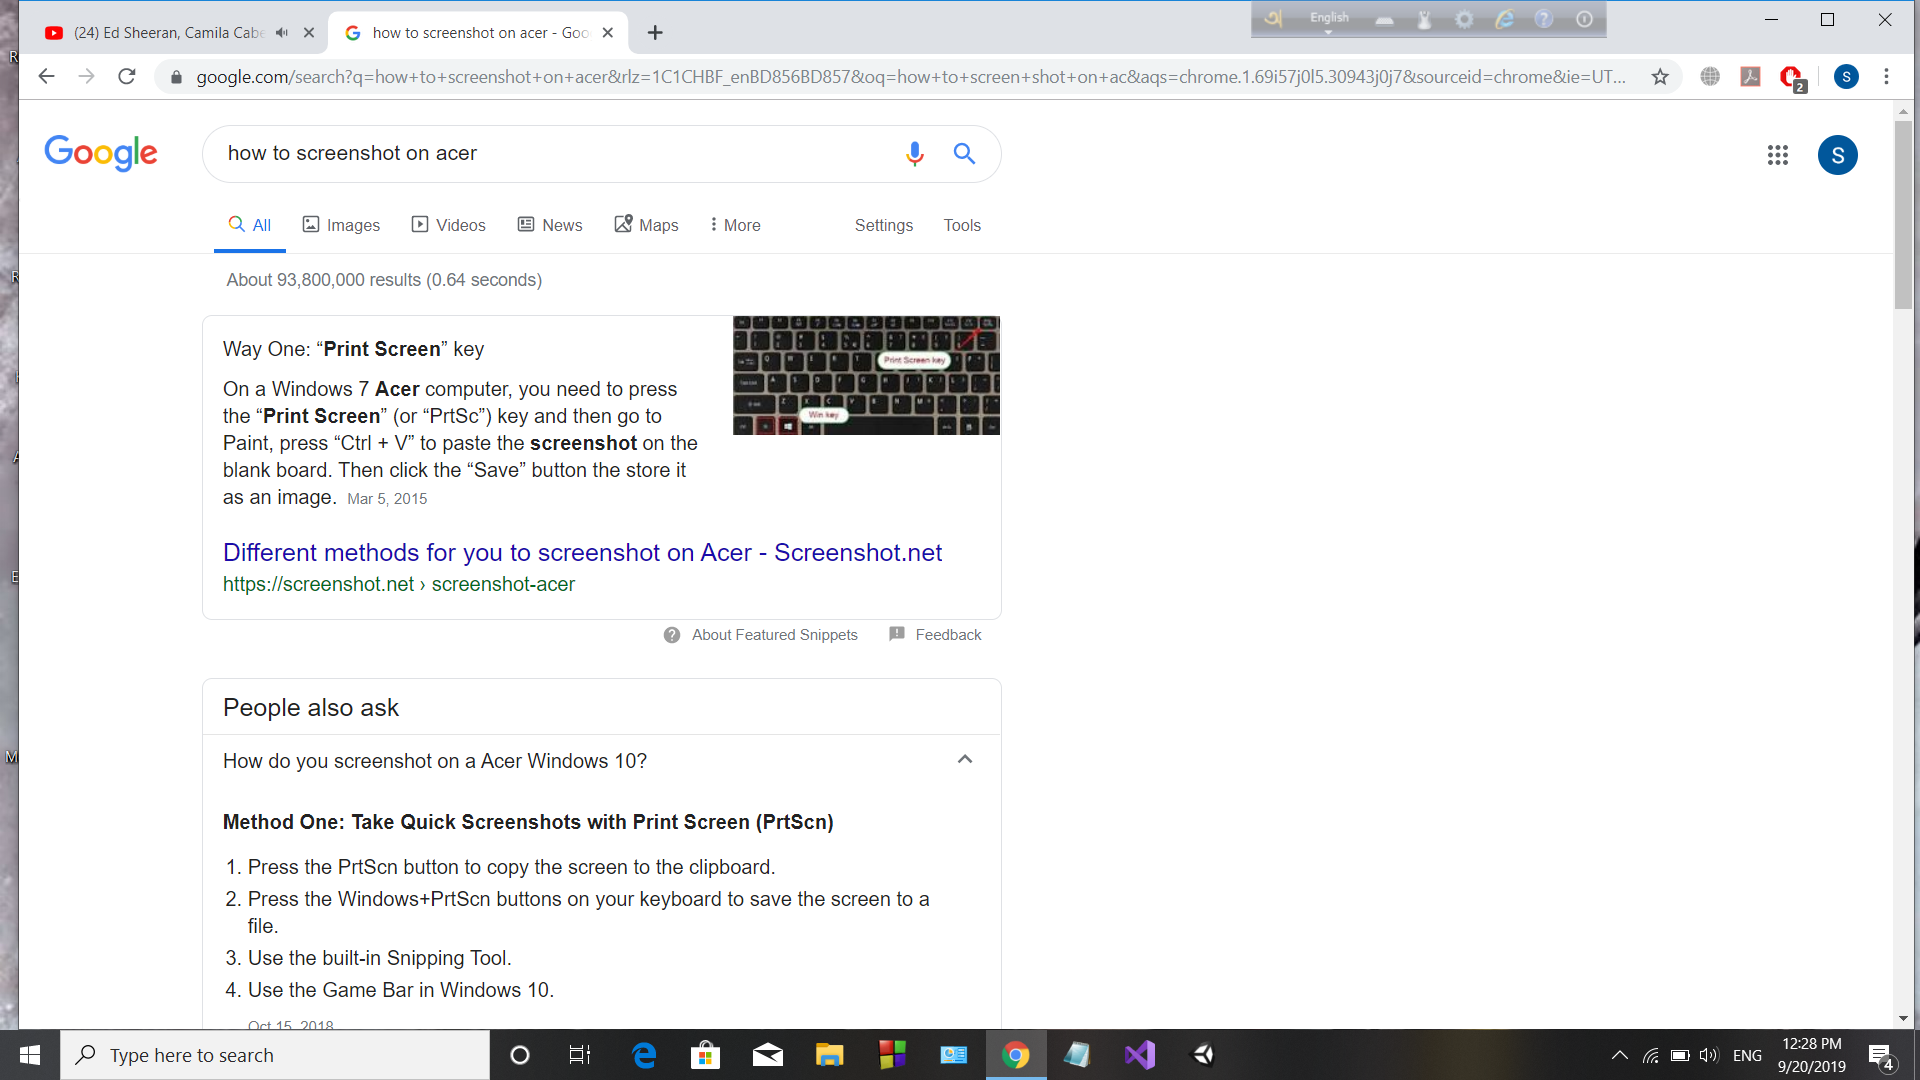 (24) Ed Sheeran, Camila Cabe
how to screenshot on acer - Goo
English
google.com/search?q=how+to+screenshot+on+acer&rlz=1C1CHBF_enBD856BD857&oq=how+to+screen+shot+on+ac&aqs=chrome.1.69i57j0l5.30943j0j7&sourceid=chrome&ie=UT...
2
S
Google
how to screenshot on acer
S
All
Images
Videos
News
Maps
More
Settings
Tools
About 93,800,000 results (0.64 seconds)
Way One: “Print Screen” key
On a Windows 7 Acer computer, you need to press
the “Print Screen” (or “PrtSc”) key and then go to
Paint, press “Ctrl + V” to paste the screenshot on the
blank board. Then click the “Save” button the store it
as an image. Mar 5, 2015
Print Screen key
Win key
Different methods for you to screenshot on Acer - Screenshot.net
https://screenshot.net › screenshot-acer
About Featured Snippets
Feedback
People also ask
How do you screenshot on a Acer Windows 10?
Method One: Take Quick Screenshots with Print Screen (PrtScn)
1. Press the PrtScn button to copy the screen to the clipboard.
2. Press the Windows+PrtScn buttons on your keyboard to save the screen to a
file.
3. Use the built-in Snipping Tool.
4. Use the Game Bar in Windows 10.
Oct 15, 2018
Type here to search
ENG
12:28 PM
9/20/2019
4